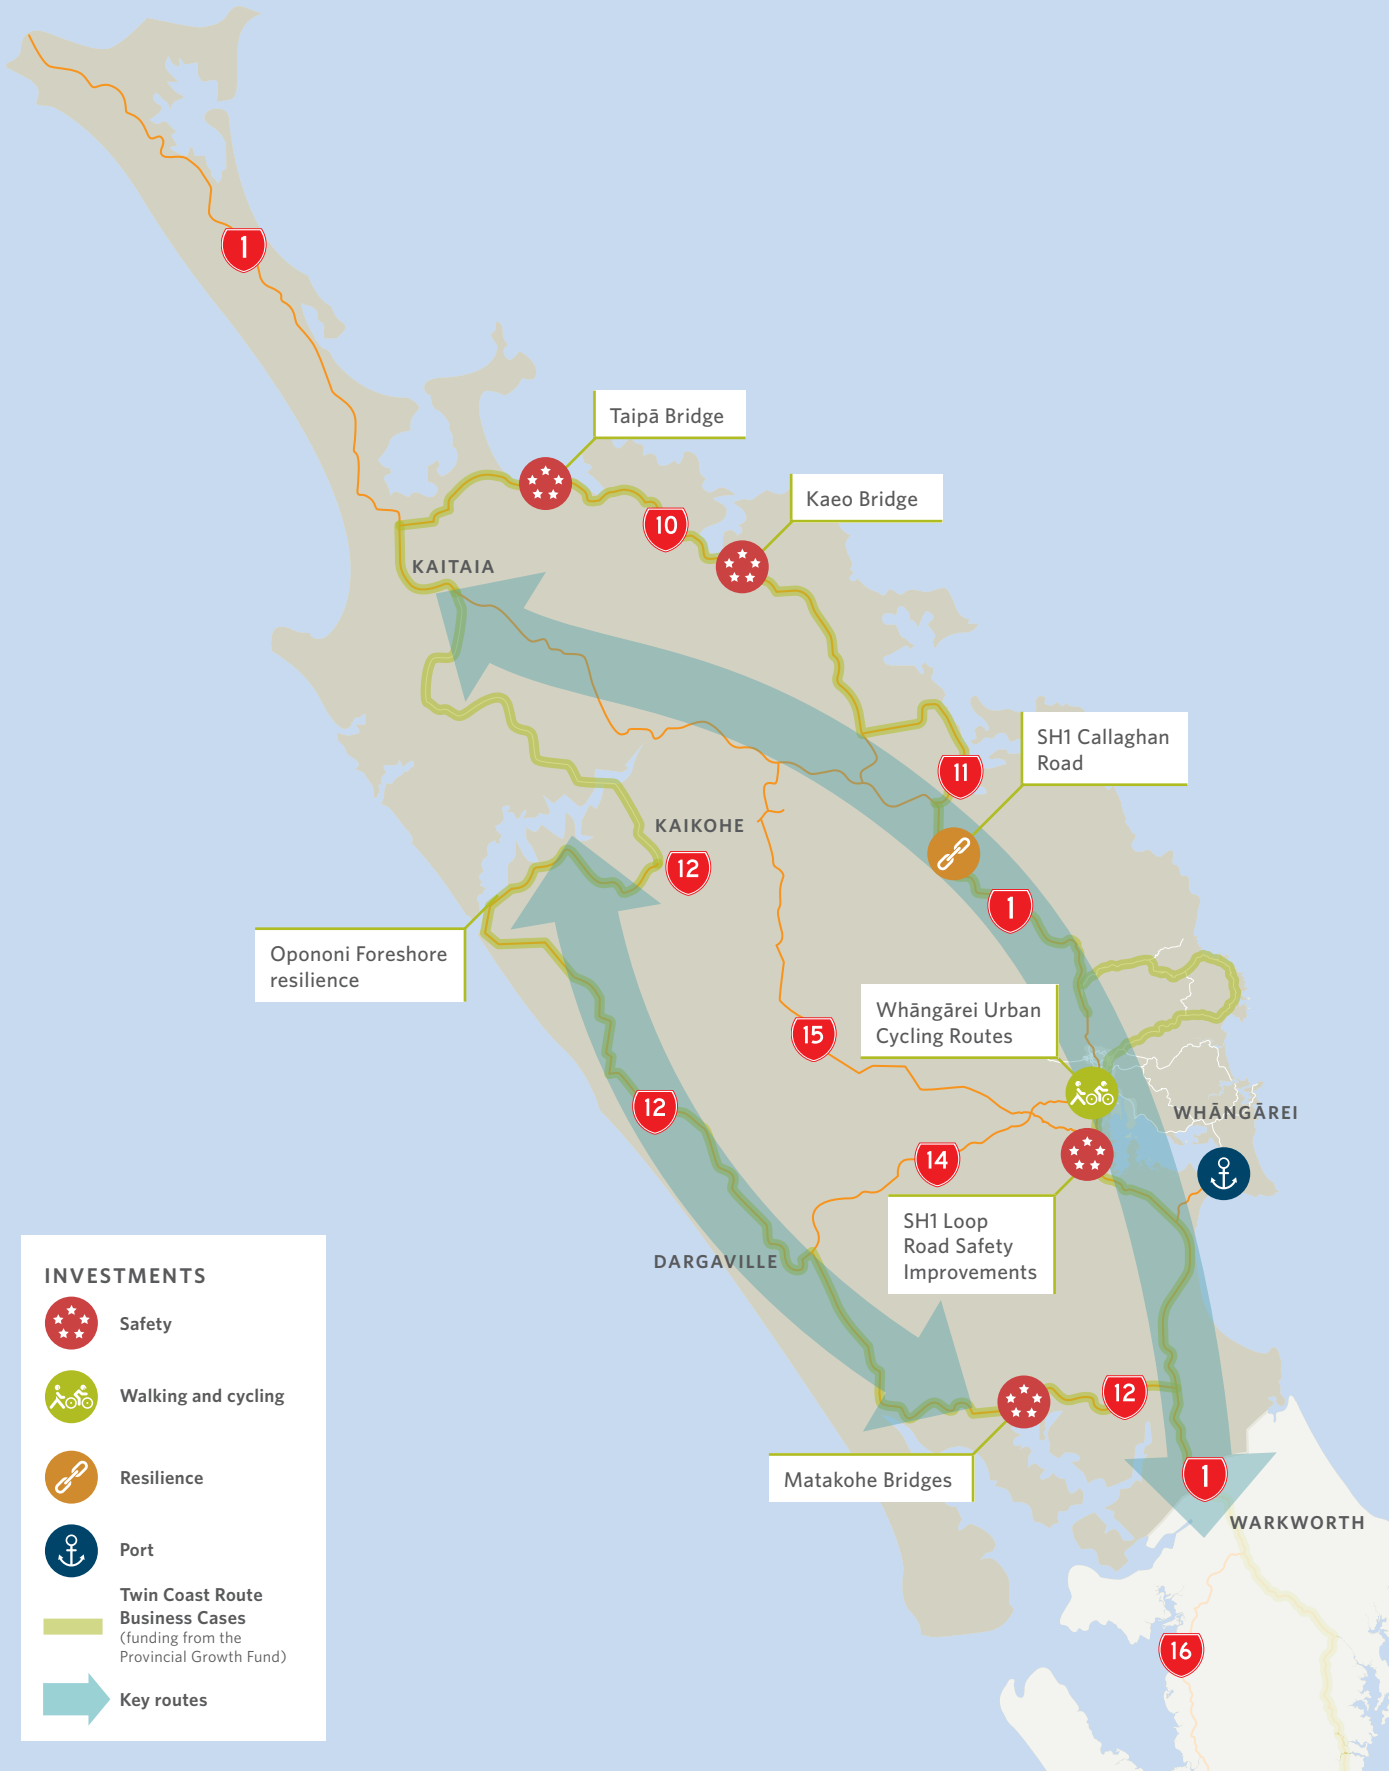 1
Taipā Bridge
Kaeo Bridge
10
KAITAIA
SH1 Callaghan
Road
11
KAIKOHE
12
1
Opononi Foreshore
resilience
Whāngārei Urban
Cycling Routes
15
12
WHĀNGĀREI
14
SH1 Loop
Road Safety
Improvements
DARGAVILLE
12
Matakohe Bridges
1
WARKWORTH
16
INVESTMENTS
Safety
Walking and cycling
Resilience
Port
Twin Coast Route
Business Cases
(funding from the
Provincial Growth Fund)
Key routes